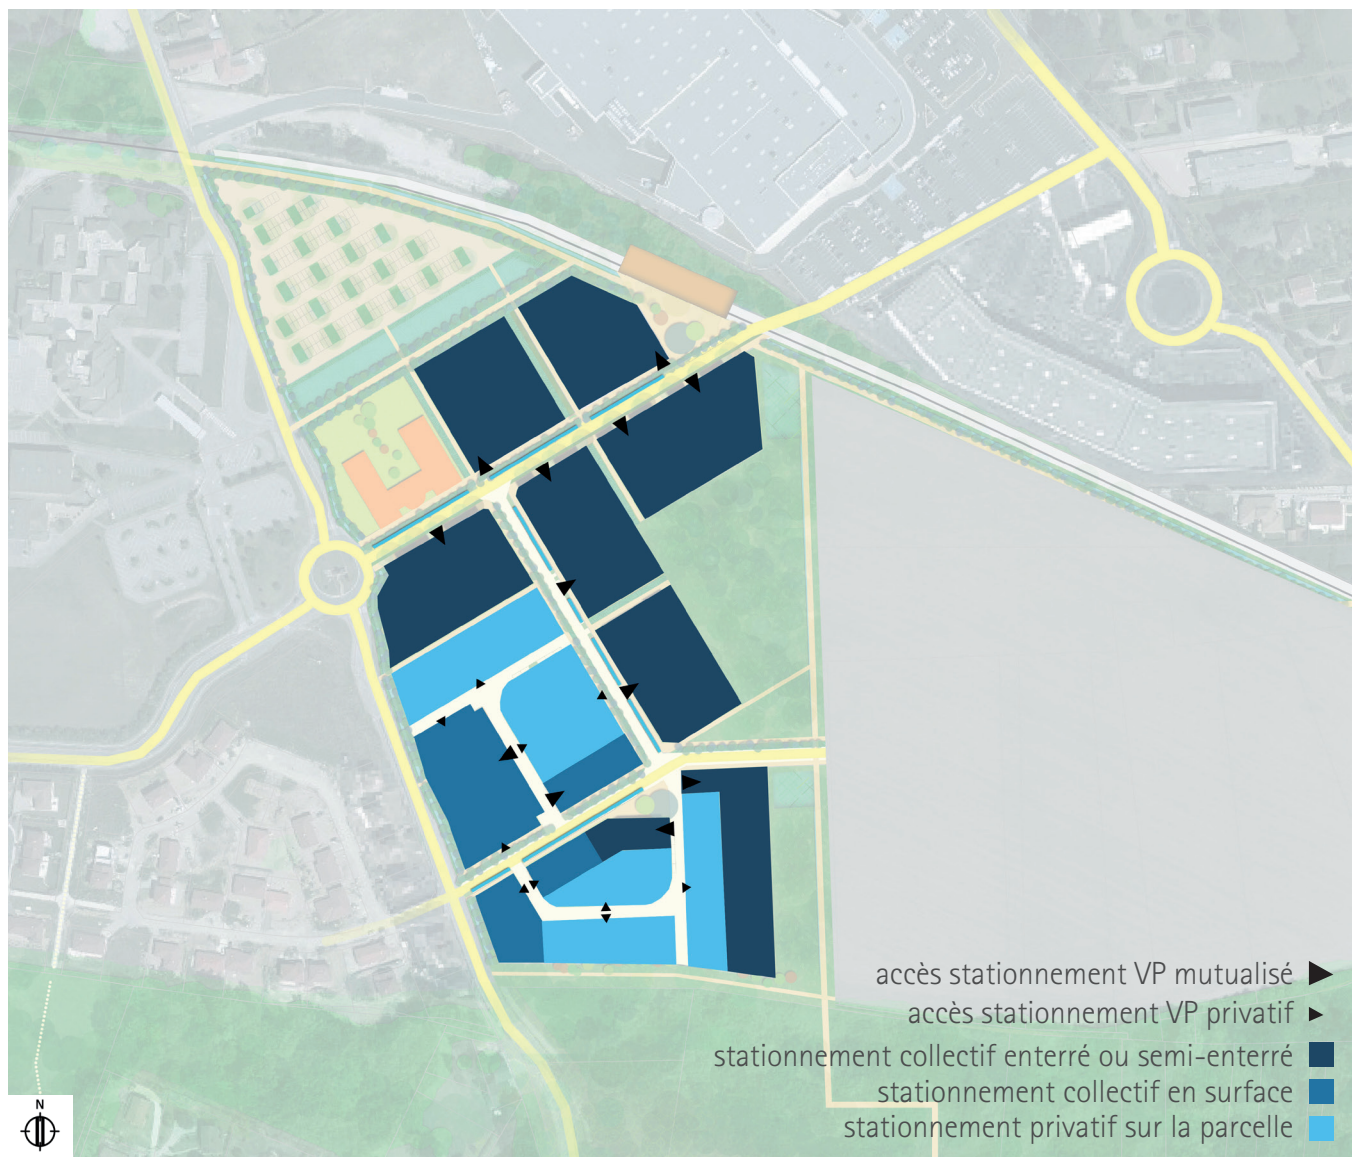 accès stationnement VP mutualisé
accès stationnement VP privatif
stationnement collectif enterré ou semi-enterré
stationnement collectif en surface
stationnement privatif sur la parcelle
N